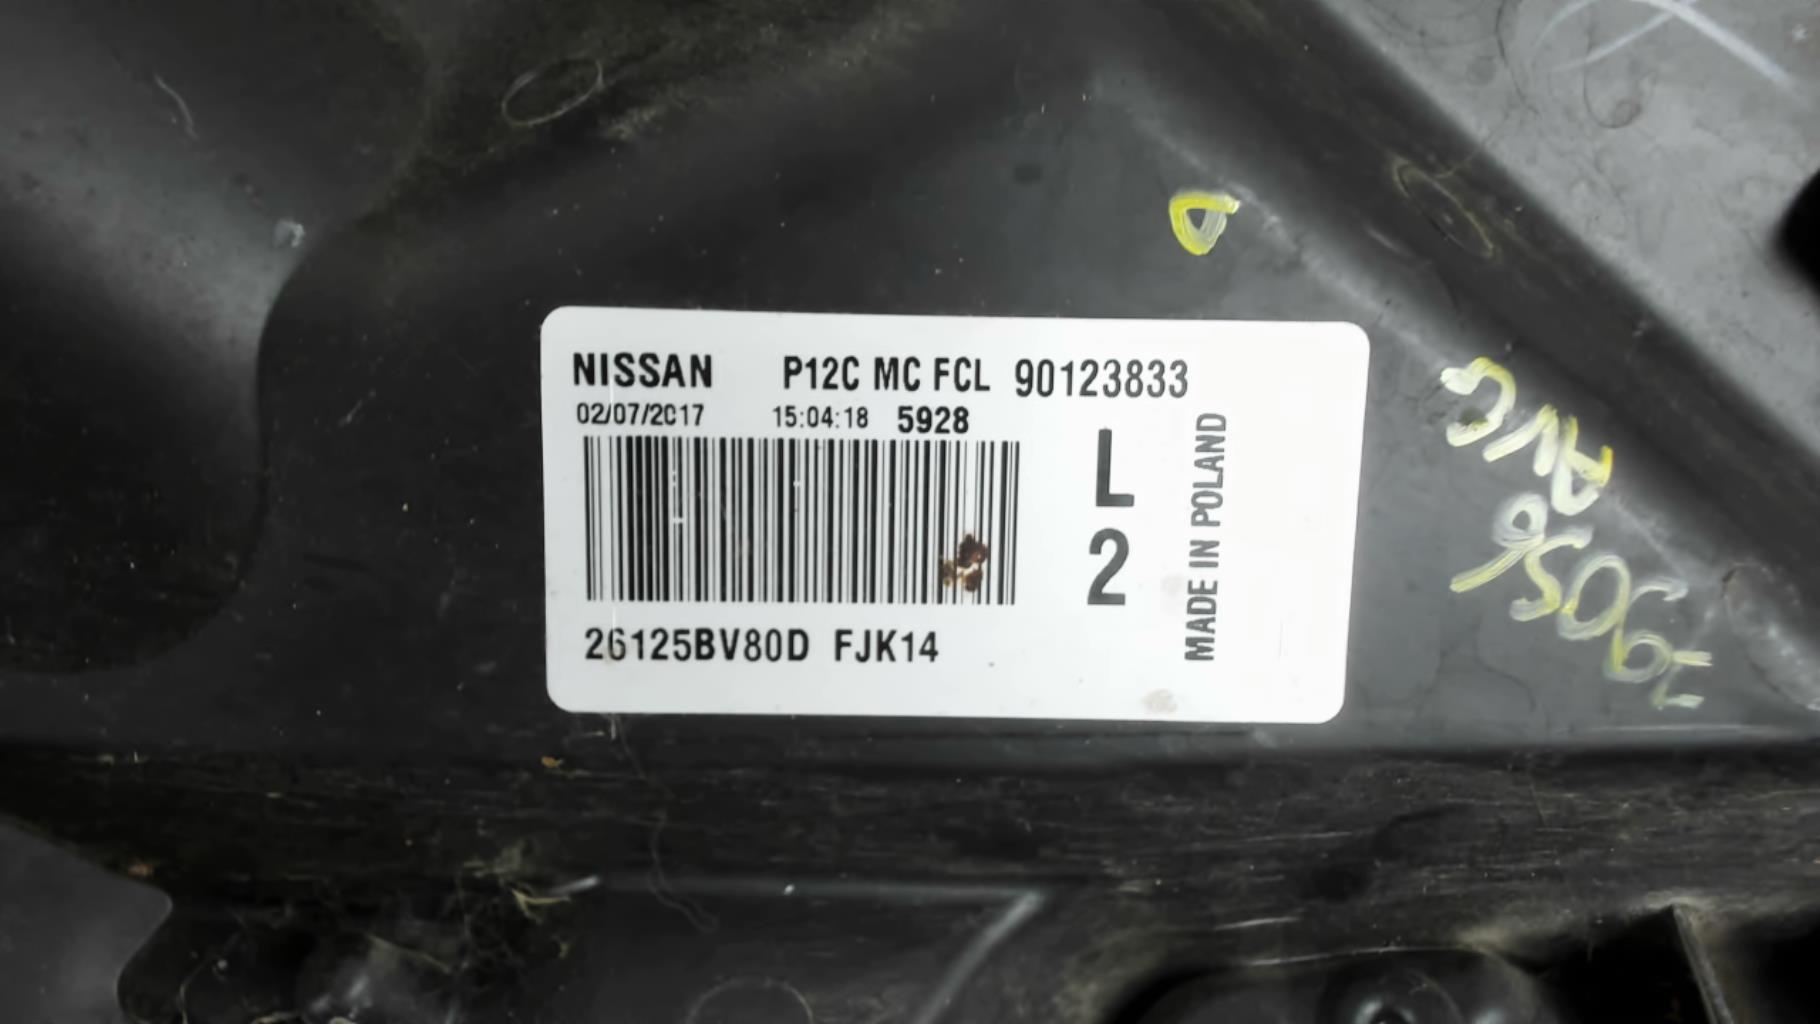 NISSAN P12C MC FCL 90123833
02/07/2017 15:04:18 5928
L
2
MADE IN POLAND
26125BV80D FJK14